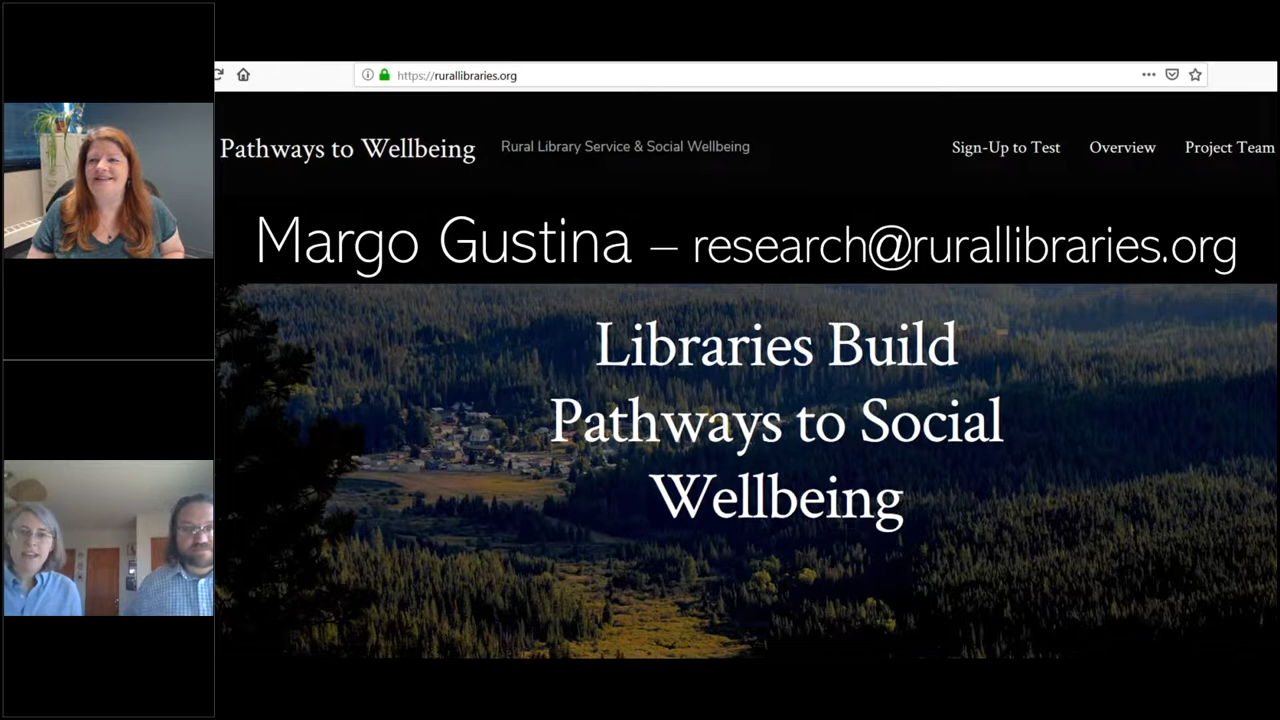 https://rurallibraries.org
Pathways to Wellbeing
Rural Library Service & Social Wellbeing
Sign-Up to Test
Overview
Project Team
Margo Gustina – research@rurallibraries.org
Libraries Build
Pathways to Social
Wellbeing